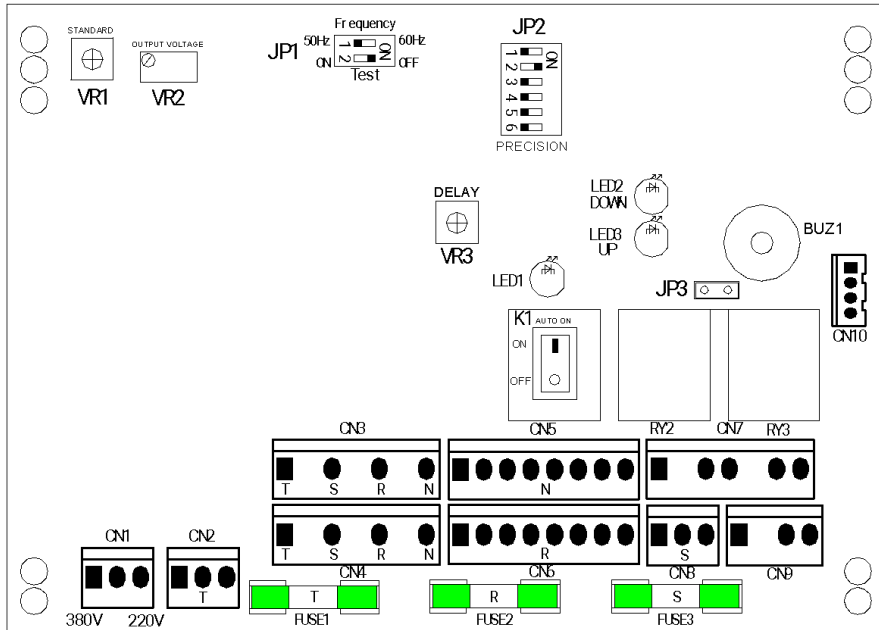 STANDARD
VR1
OUTPUT VOLTAGE
VR2
Frequency
JP1
50Hz 1 ON 60Hz
ON 2 OFF
Test
JP2
1 ON
2
3
4
5
6
PRECISION
DELAY
VR3
LED2
DOWN
LED3
UP
BUZ1
LED1
JP3
CN10
K1 AUTO ON
ON
OFF
RY2 CN7 RY3
CN3 CN5
T S R N
N
T S R N
R
S
CN1 CN2
T
CN4 CN5 CN8 CN9
380V 220V
T R S
FUSE1 FUSE2 FUSE3